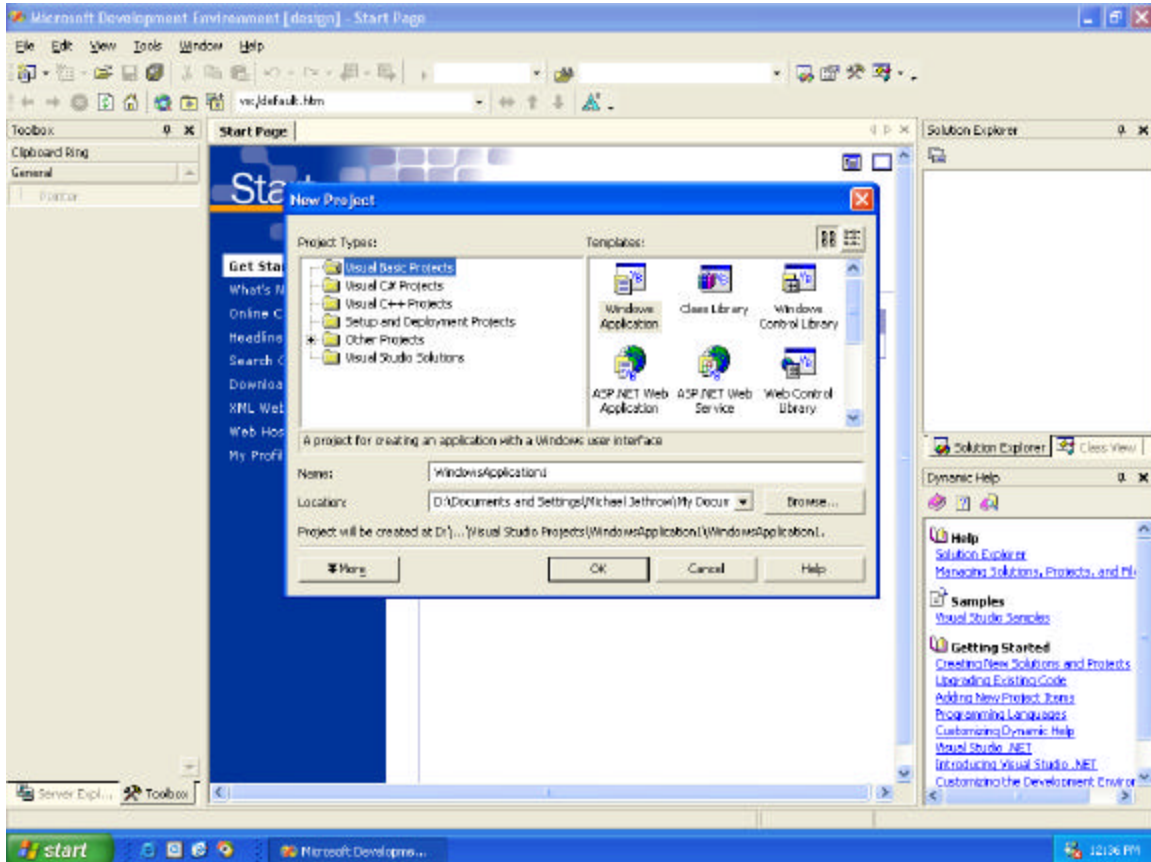 Microsoft Development Environment [design] - Start Page
File Edit View Tools Window Help
vs:/default.htm
Toolbox
Clipboard Ring
General
Pointer
Start Page
Sta
Get Sta
What's N
Online C
Headline
Search
Downloa
XML Web
Web Hos
My Profil
New Project
Project Types:
Visual Basic Projects
Visual C# Projects
Visual C++ Projects
Setup and Deployment Projects
Other Projects
Visual Studio Solutions
Templates:
Windows Application
Class Library
Windows Control Library
ASP.NET Web Application
ASP.NET Web Service
Web Control Library
A project for creating an application with a Windows user interface
Name:
WindowsApplication1
Location:
D:\Documents and Settings\Michael Jethrow\My Docum
Browse...
Project will be created at D:\...\Visual Studio Projects\WindowsApplication1\WindowsApplication1.
More
OK
Cancel
Help
Solution Explorer
Solution Explorer
Class View
Dynamic Help
Help
Solution Explorer
Managing Solutions, Projects, and File
Samples
Visual Studio Samples
Getting Started
Creating New Solutions and Projects
Upgrading Existing Code
Adding New Project Items
Programming Languages
Customizing Dynamic Help
Visual Studio .NET
Introducing Visual Studio .NET
Customizing the Development Enviror
Server Expl...
Toolbox
start
Microsoft Developme...
12:36 PM